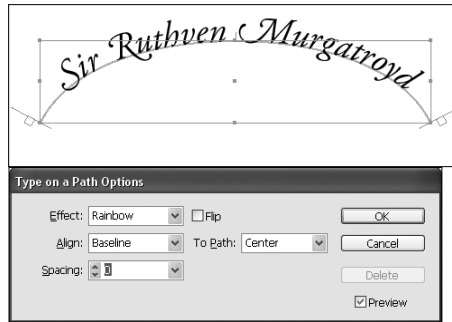 Sir Ruthven Murgatroyd
Type on a Path Options
Effect: Rainbow Flip OK
Align: Baseline To Path: Center Cancel
Spacing: 0 Delete
Preview